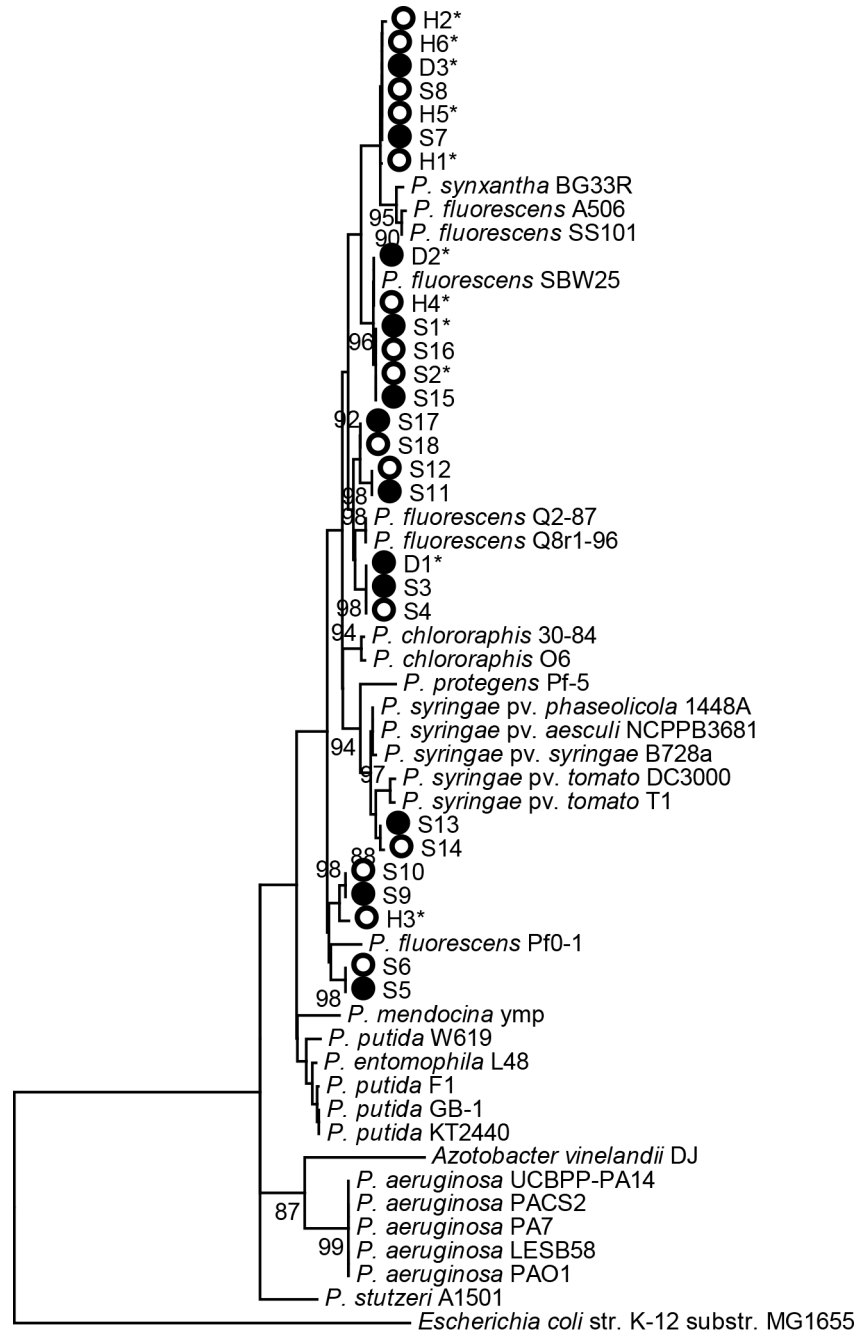 H2*
H6*
D3*
S8
H5*
S7
H1*
P. synxantha BG33R
P. fluorescens A506
95
P. fluorescens SS101
90
D2*
P. fluorescens SBW25
H4*
S1*
96
S16
S2*
S15
92
S17
S18
S12
98
S11
98
P. fluorescens Q2-87
P. fluorescens Q8r1-96
D1*
S3
98
S4
94
P. chlororaphis 30-84
P. chlororaphis O6
P. protegens Pf-5
P. syringae pv. phaseolicola 1448A
P. syringae pv. aesculi NCPPB3681
94
P. syringae pv. syringae B728a
97
P. syringae pv. tomato DC3000
P. syringae pv. tomato T1
S13
S14
88
98
S10
S9
H3*
P. fluorescens Pf0-1
S6
S5
98
P. mendocina ymp
P. putida W619
P. entomophila L48
P. putida F1
P. putida GB-1
P. putida KT2440
Azotobacter vinelandii DJ
P. aeruginosa UCBPP-PA14
P. aeruginosa PACS2
87
P. aeruginosa PA7
99
P. aeruginosa LESB58
P. aeruginosa PAO1
P. stutzeri A1501
Escherichia coli str. K-12 substr. MG1655